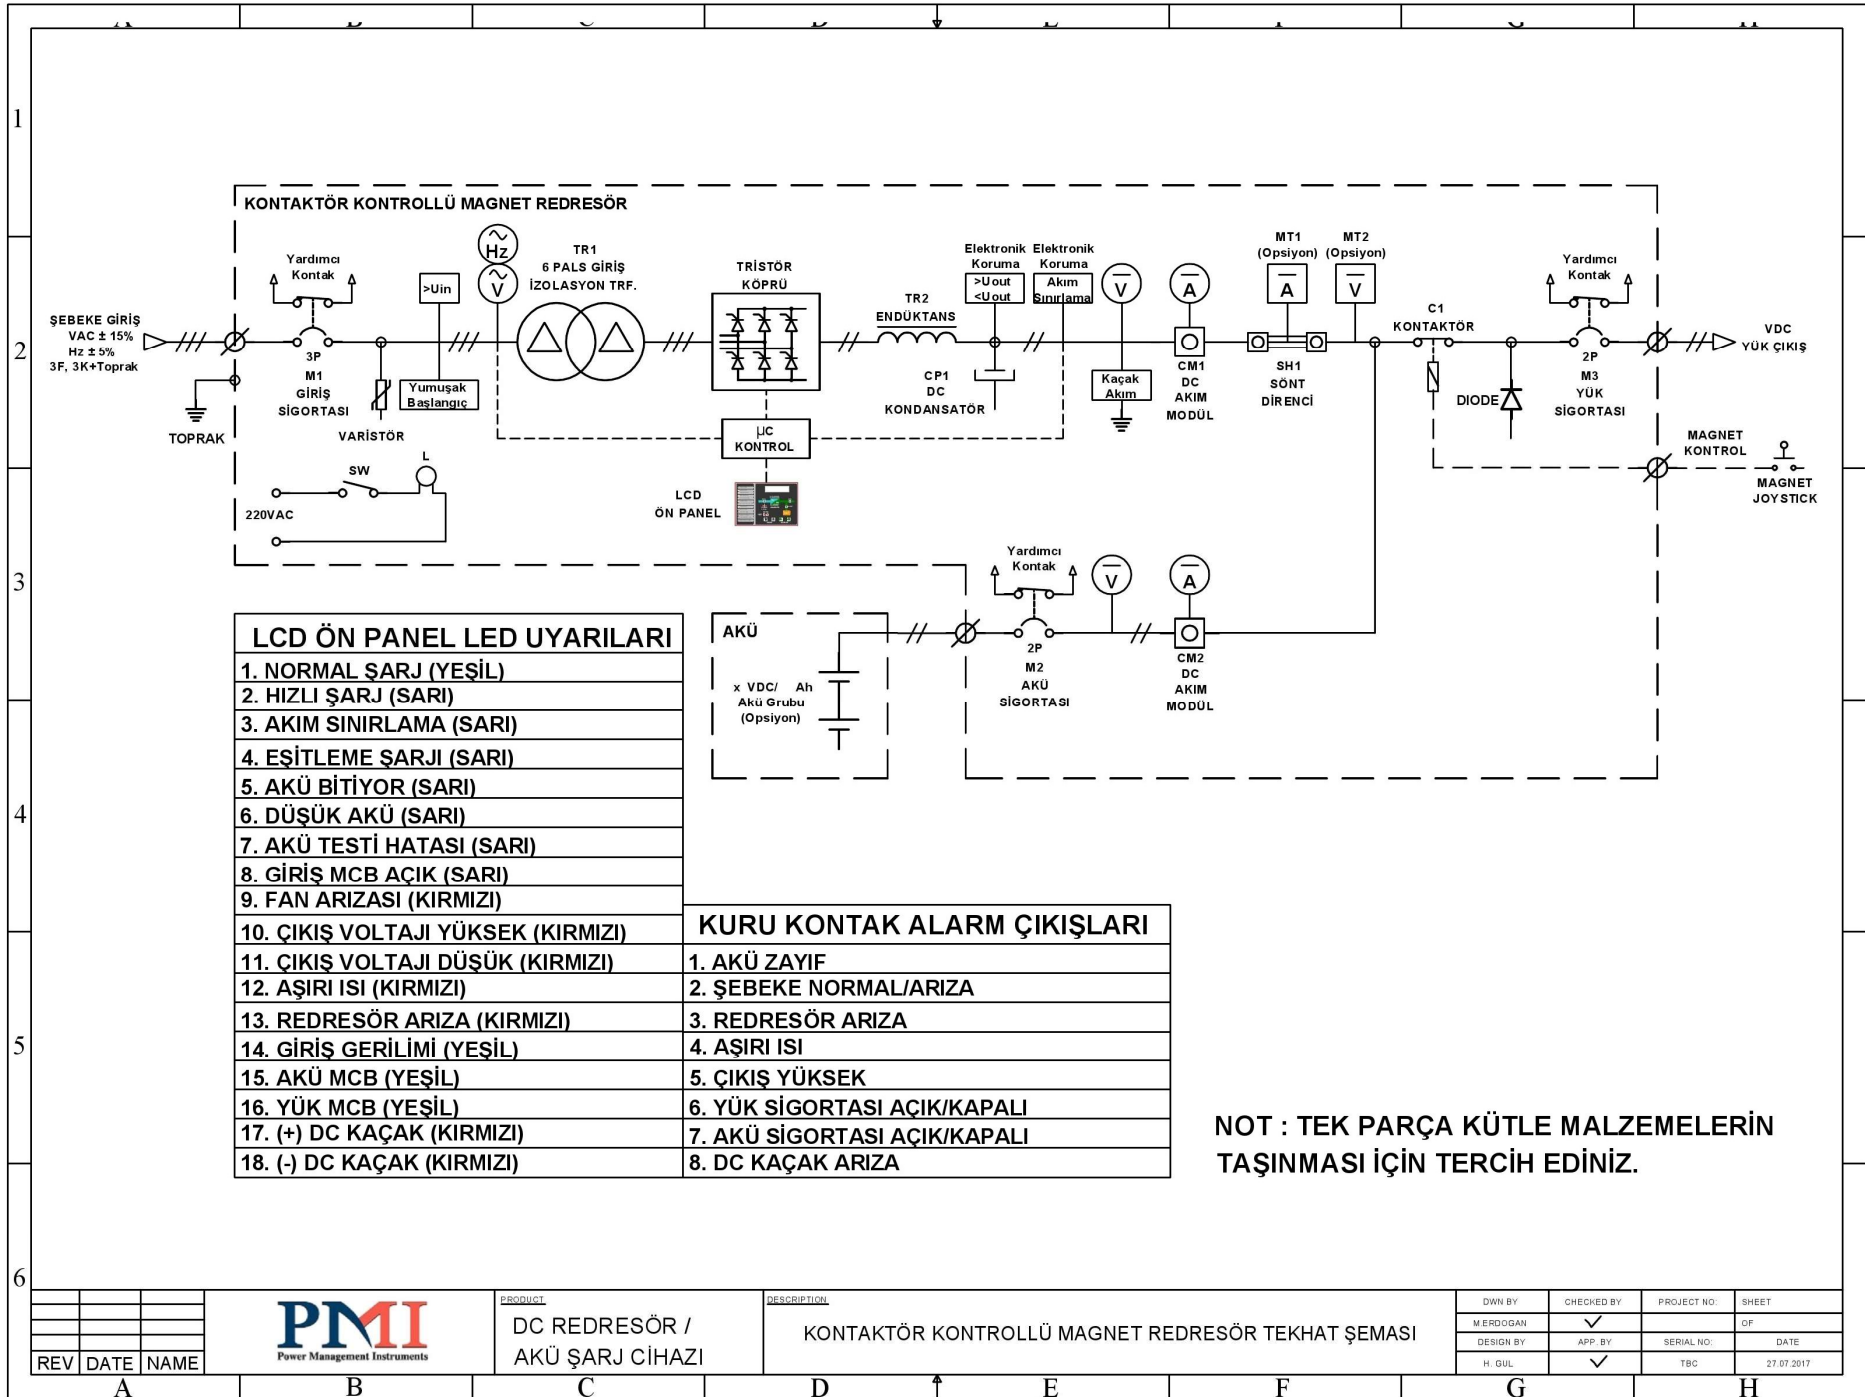 A
B
C
D
E
F
G
H
1
2
3
4
5
6
KONTAKTÖR KONTROLLÜ MAGNET REDRESÖR
ŞEBEKE GİRİŞ
VAC ± 15%
Hz ± 5%
3F, 3K+Toprak
TOPRAK
Yardımcı
Kontak
3P
M1
GİRİŞ
SİGORTASI
VARİSTÖR
>Uin
Yumuşak
Başlangıç
Hz
V
TR1
6 PALS GİRİŞ
İZOLASYON TRF.
TRİSTÖR
KÖPRÜ
µC
KONTROL
LCD
ÖN PANEL
TR2
ENDÜKTANS
Elektronik
Koruma
>Uout
<Uout
Elektronik
Koruma
Akım
Sınırlama
CP1
DC
KONDANSATÖR
V
Kaçak
Akım
A
CM1
DC
AKIM
MODÜL
MT1
(Opsiyon)
A
MT2
(Opsiyon)
V
SH1
SÖNT
DİRENCİ
C1
KONTAKTÖR
DIODE
Yardımcı
Kontak
2P
M3
YÜK
SİGORTASI
VDC
YÜK ÇIKIŞ
MAGNET
KONTROL
MAGNET
JOYSTICK
SW
L
220VAC
AKÜ
x VDC/ Ah
Akü Grubu
(Opsiyon)
Yardımcı
Kontak
2P
M2
AKÜ
SİGORTASI
V
A
CM2
DC
AKIM
MODÜL
LCD ÖN PANEL LED UYARILARI
1. NORMAL ŞARJ (YEŞİL)
2. HIZLI ŞARJ (SARI)
3. AKIM SINIRLAMA (SARI)
4. EŞİTLEME ŞARJI (SARI)
5. AKÜ BİTİYOR (SARI)
6. DÜŞÜK AKÜ (SARI)
7. AKÜ TESTİ HATASI (SARI)
8. GİRİŞ MCB AÇIK (SARI)
9. FAN ARIZASI (KIRMIZI)
10. ÇIKIŞ VOLTAJI YÜKSEK (KIRMIZI)
11. ÇIKIŞ VOLTAJI DÜŞÜK (KIRMIZI)
12. AŞIRI ISI (KIRMIZI)
13. REDRESÖR ARIZA (KIRMIZI)
14. GİRİŞ GERİLİMİ (YEŞİL)
15. AKÜ MCB (YEŞİL)
16. YÜK MCB (YEŞİL)
17. (+) DC KAÇAK (KIRMIZI)
18. (-) DC KAÇAK (KIRMIZI)
KURU KONTAK ALARM ÇIKIŞLARI
1. AKÜ ZAYIF
2. ŞEBEKE NORMAL/ARIZA
3. REDRESÖR ARIZA
4. AŞIRI ISI
5. ÇIKIŞ YÜKSEK
6. YÜK SİGORTASI AÇIK/KAPALI
7. AKÜ SİGORTASI AÇIK/KAPALI
8. DC KAÇAK ARIZA
NOT : TEK PARÇA KÜTLE MALZEMELERİN
TAŞINMASI İÇİN TERCİH EDİNİZ.
REV DATE NAME
PMI
Power Management Instruments
PRODUCT
DC REDRESÖR /
AKÜ ŞARJ CİHAZI
DESCRIPTION
KONTAKTÖR KONTROLLÜ MAGNET REDRESÖR TEKHAT ŞEMASI
DWN BY CHECKED BY PROJECT NO: SHEET
M.ERDOGAN OF
DESIGN BY APP. BY SERIAL NO: DATE
H. GUL TBC 27.07.2017
A
B
C
D
E
F
G
H